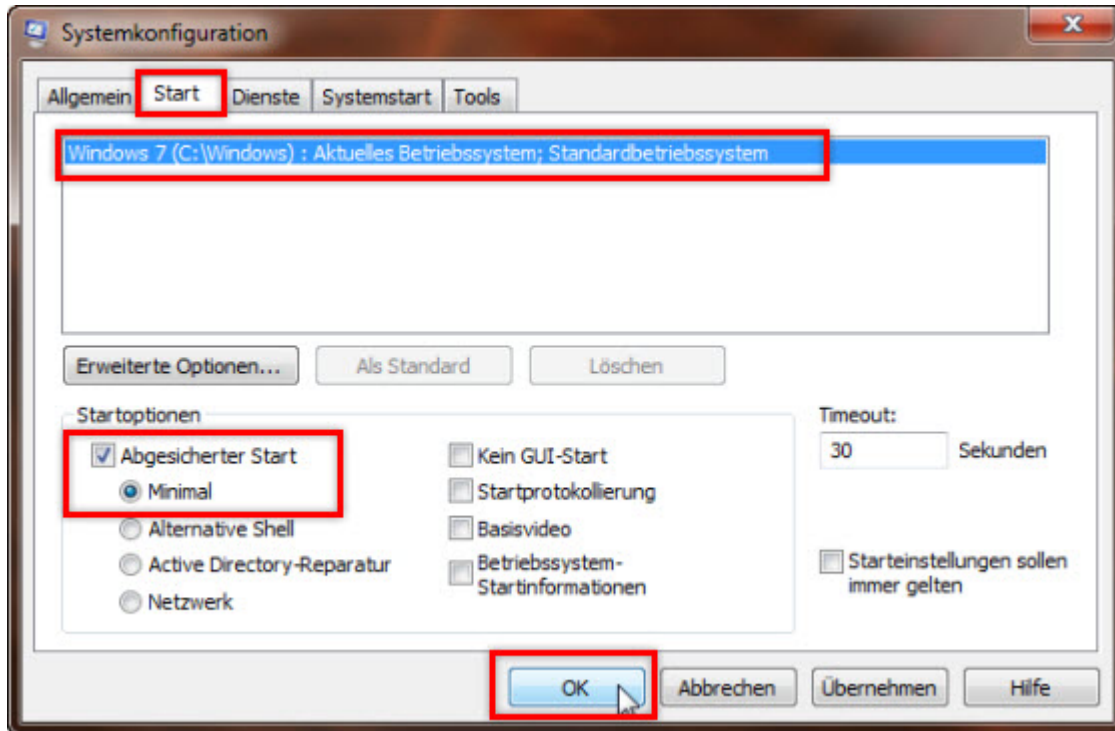 Systemkonfiguration
Allgemein Start Dienste Systemstart Tools
Windows 7 (C:\Windows) : Aktuelles Betriebssystem; Standardbetriebssystem
Erweiterte Optionen... Als Standard Löschen
Startoptionen
Abgesicherter Start
Minimal
Alternative Shell
Active Directory-Reparatur
Netzwerk
Kein GUI-Start
Startprotokollierung
Basisvideo
Betriebssystem-
Startinformationen
Timeout:
30 Sekunden
Starteinstellungen sollen
immer gelten
OK Abbrechen Übernehmen Hilfe